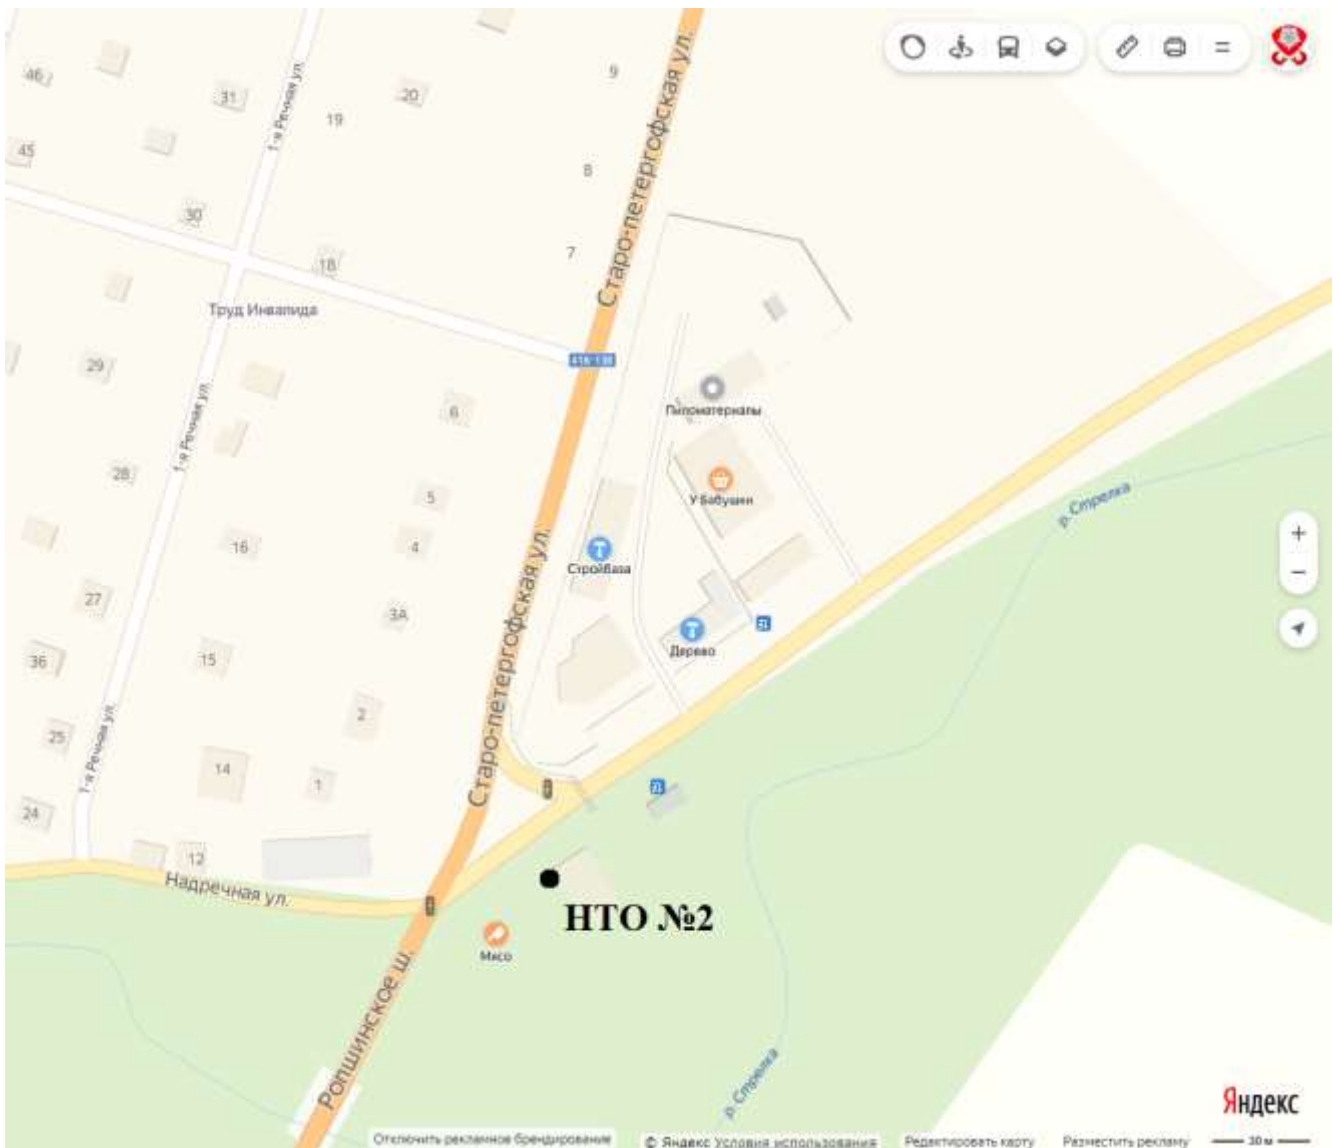 46
31
20
9
19
45
1-я Речная ул.
8
Старо-петергофская ул.
30
18
7
Труд Инвалида
41К-138
29
6
Пиломатериалы
1-я Речная ул.
28
5
У Бабушки
р. Стрелка
16
4
Стройбаза
27
3А
Старо-петергофская ул.
36
15
Дерево
2
25
1-я Речная ул.
14
1
24
12
Надречная ул.
НТО №2
Мясо
Ропшинское ш.
р. Стрелка
Яндекс
Отключить рекламное брендирование
© Яндекс Условия использования
Редактировать карту
Разместить рекламу
30 м